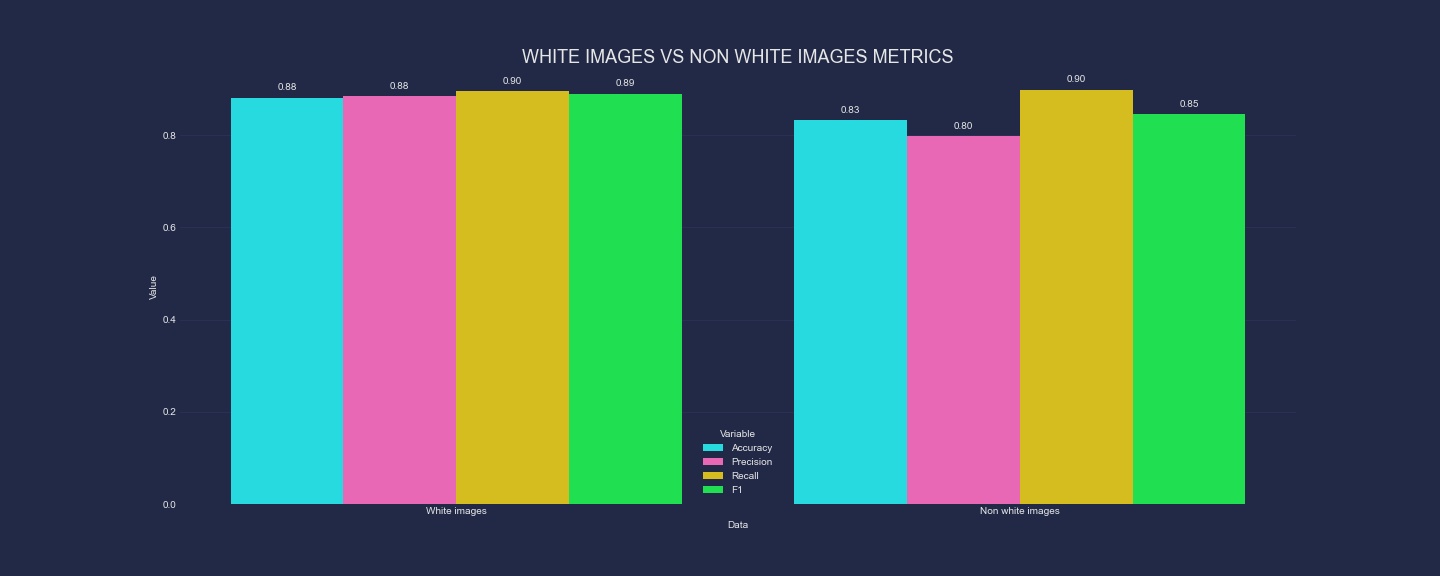 WHITE IMAGES VS NON WHITE IMAGES METRICS
0.88
0.88
0.90
0.89
0.83
0.80
0.90
0.85
0.8
0.6
0.4
0.2
0.0
Value
Variable
Accuracy
Precision
Recall
F1
White images
Non white images
Data